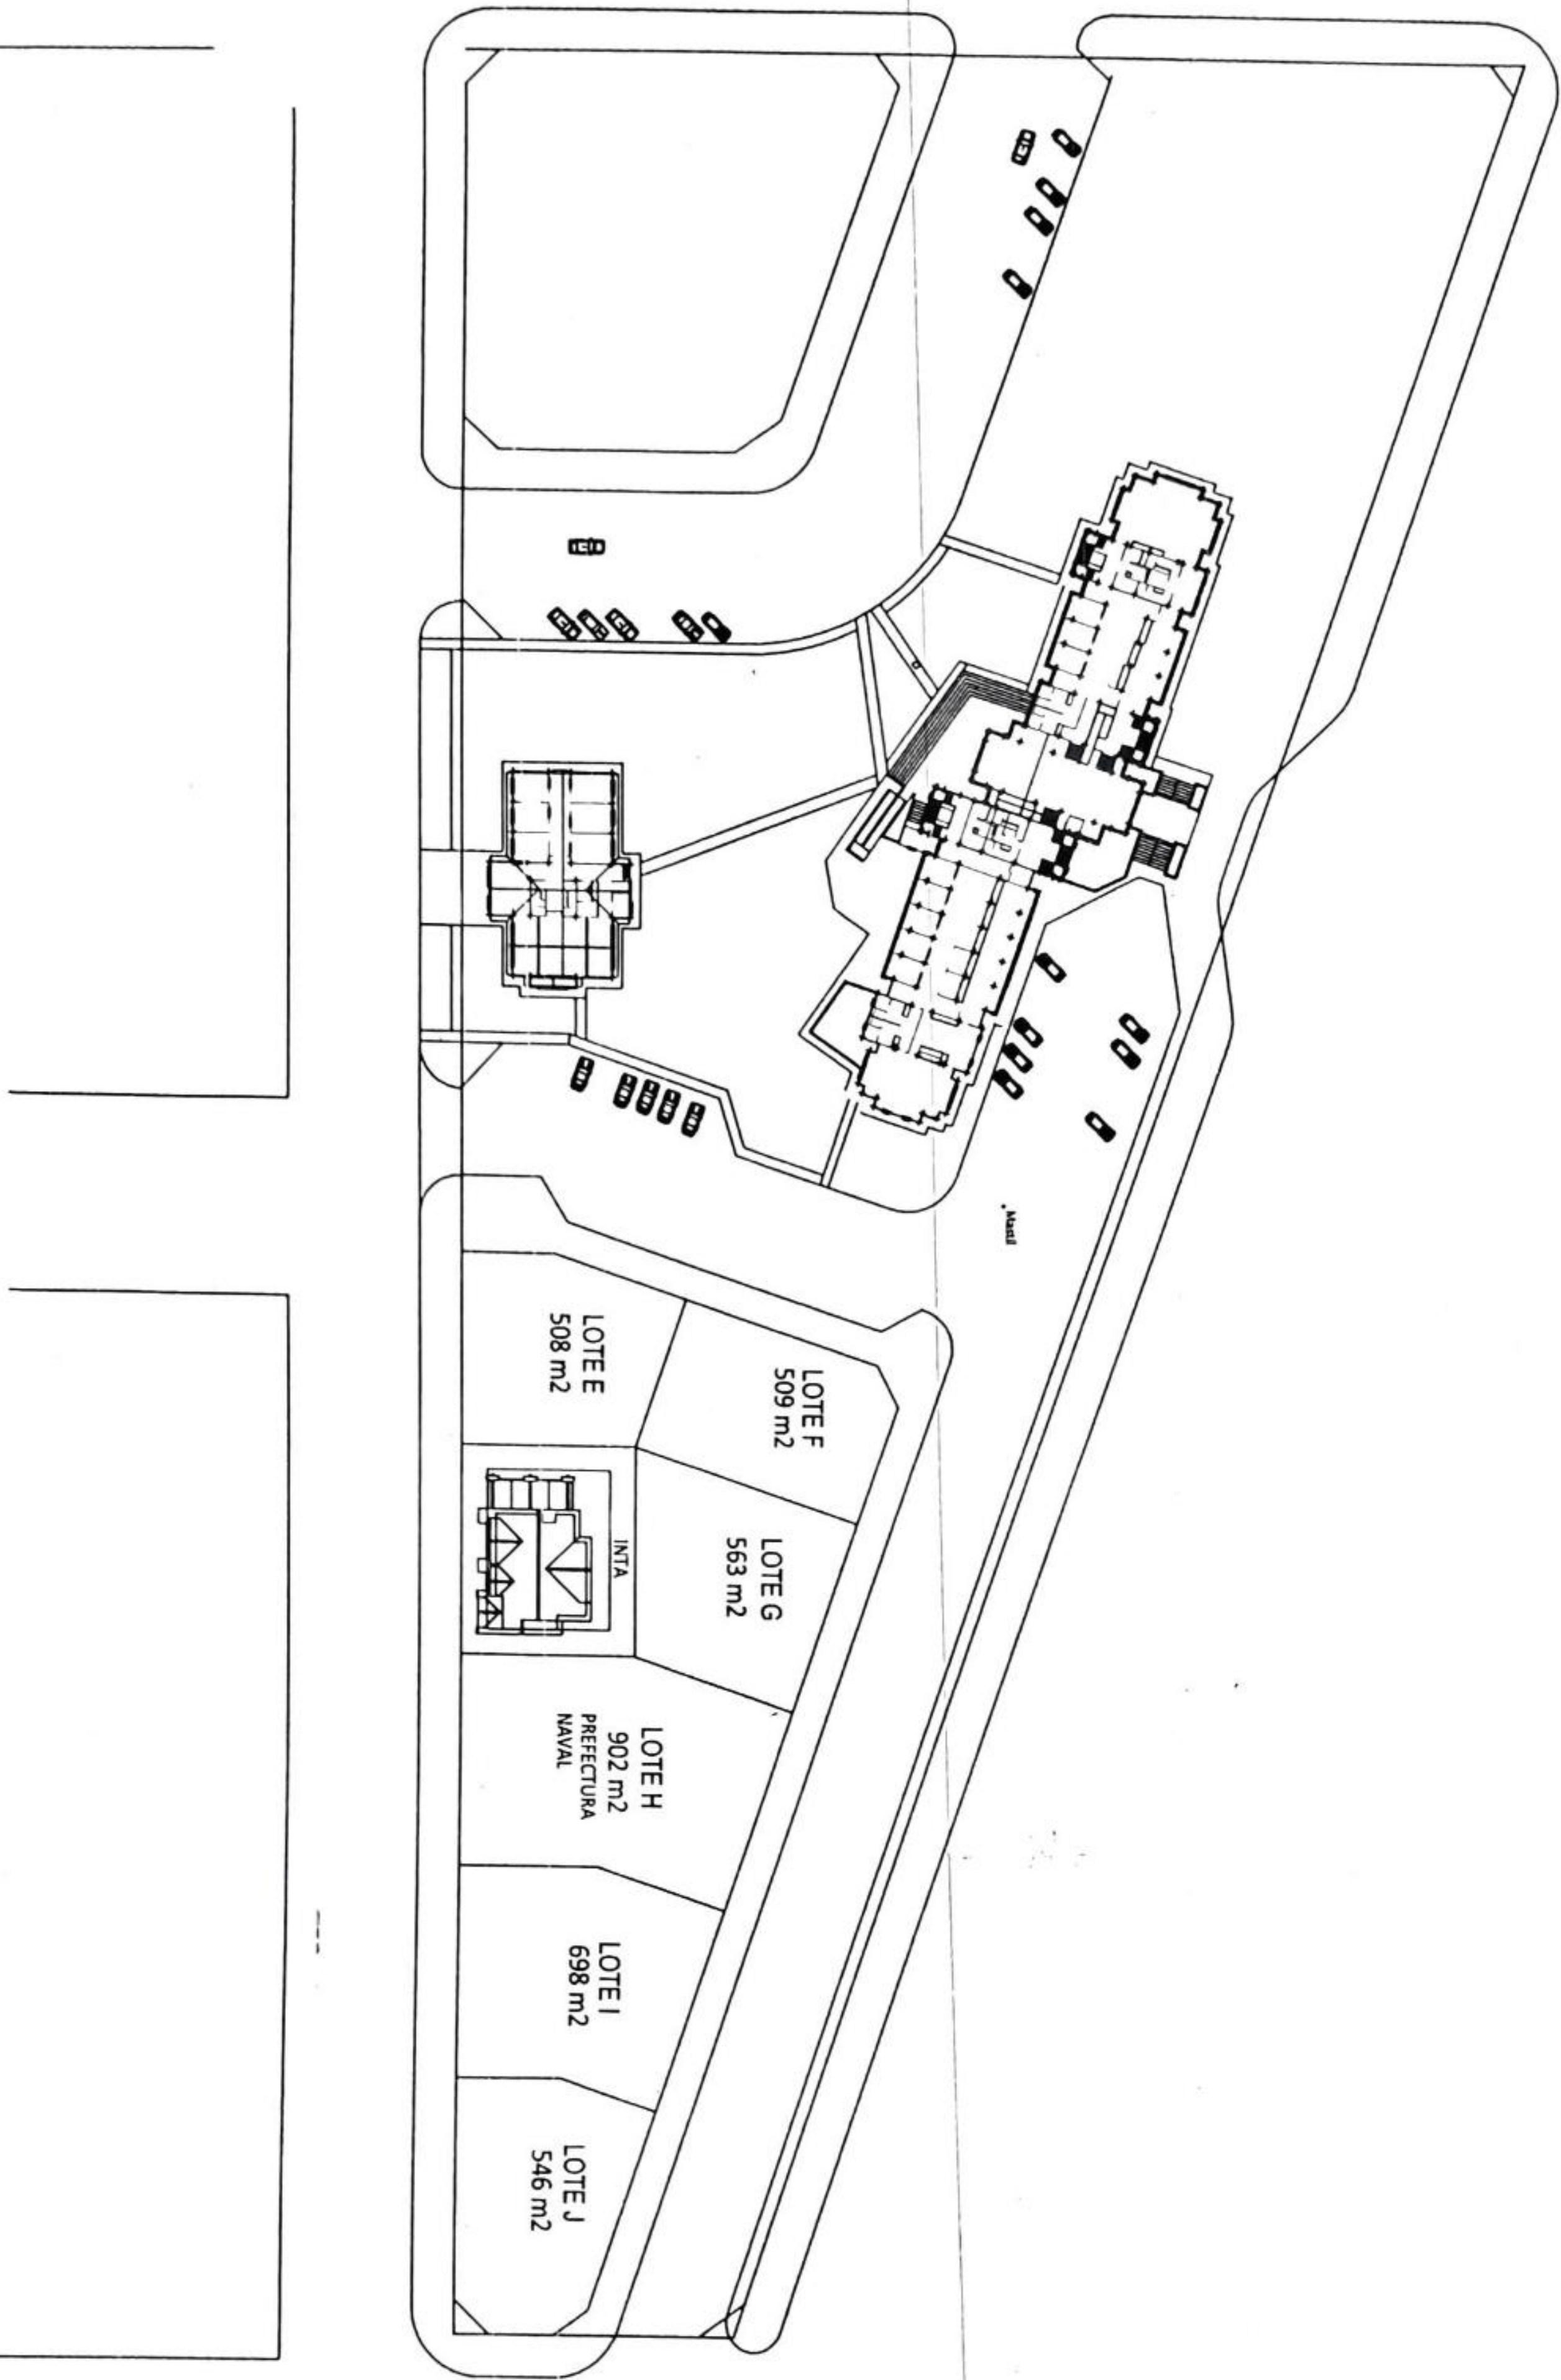 Mastil
LOTE E
508 m2
LOTE F
509 m2
INTA
LOTE G
563 m2
LOTE H
902 m2
PREFECTURA
NAVAL
LOTE I
698 m2
LOTE J
546 m2